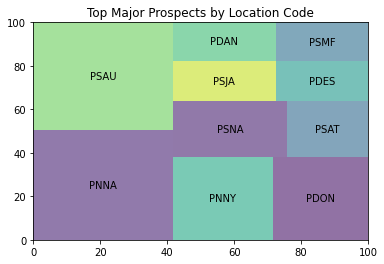 Top Major Prospects by Location Code
100
80
60
40
20
0
PSAU
PDAN
PSMF
PSJA
PDES
PSNA
PSAT
PNNA
PNNY
PDON
0 20 40 60 80 100